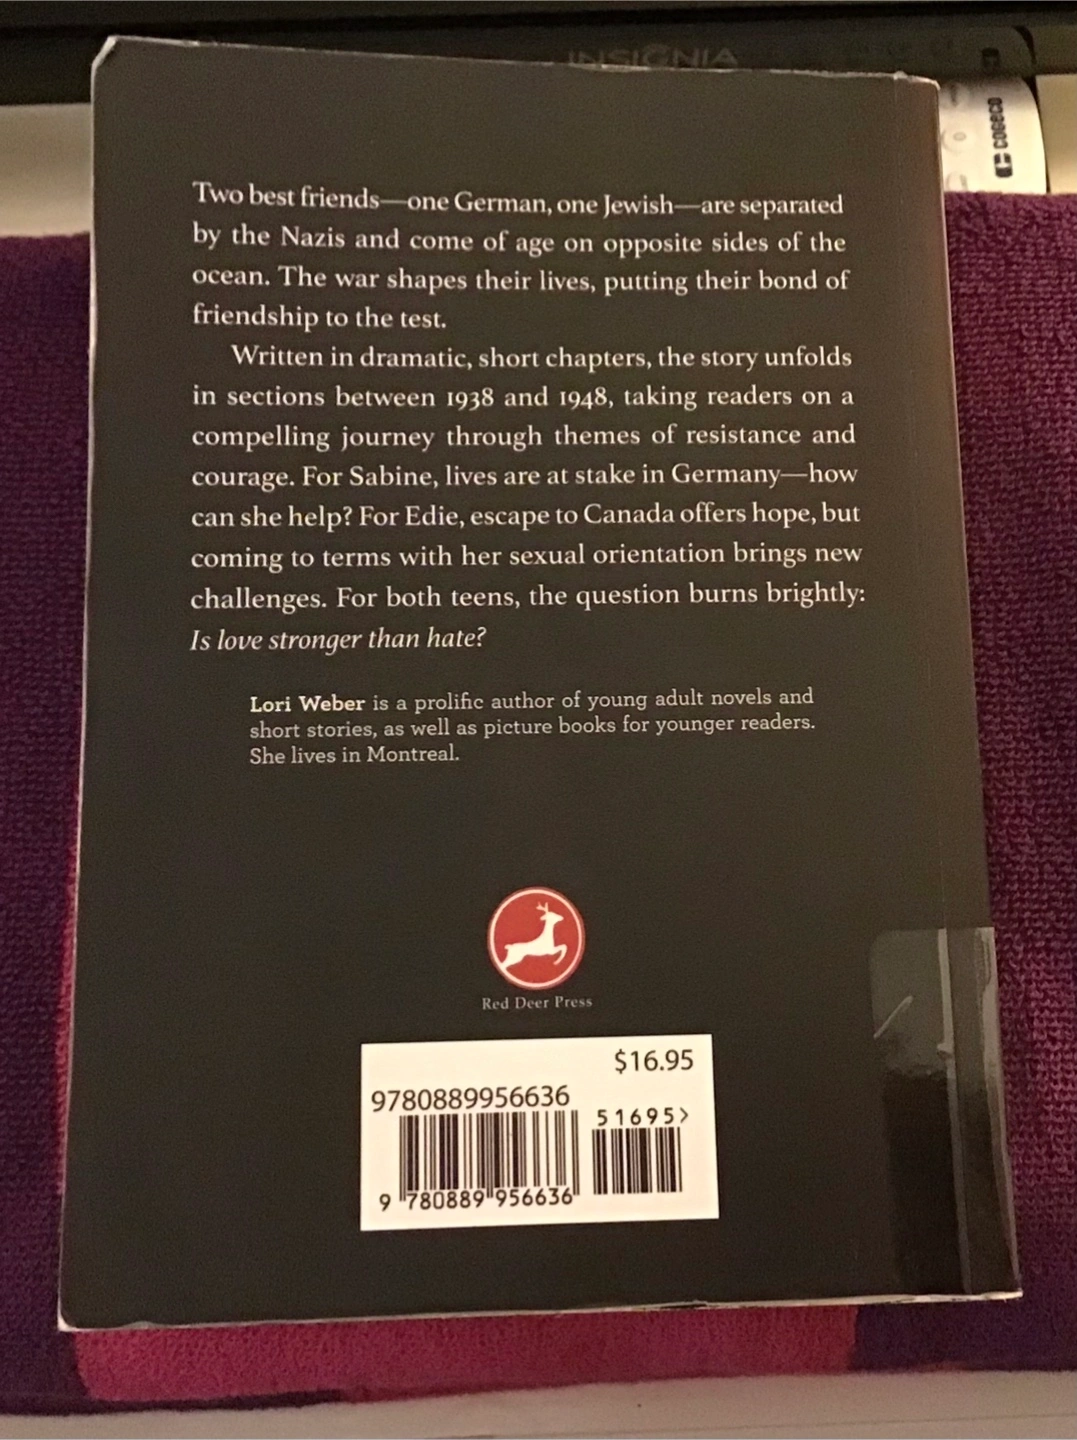 INSIGNIA
cogeco
Two best friends—one German, one Jewish—are separated
by the Nazis and come of age on opposite sides of the
ocean. The war shapes their lives, putting their bond of
friendship to the test.
Written in dramatic, short chapters, the story unfolds
in sections between 1938 and 1948, taking readers on a
compelling journey through themes of resistance and
courage. For Sabine, lives are at stake in Germany—how
can she help? For Edie, escape to Canada offers hope, but
coming to terms with her sexual orientation brings new
challenges. For both teens, the question burns brightly:
Is love stronger than hate?
Lori Weber is a prolific author of young adult novels and
short stories, as well as picture books for younger readers.
She lives in Montreal.
Red Deer Press
$16.95
9780889956636
51695>
9 780889 956636